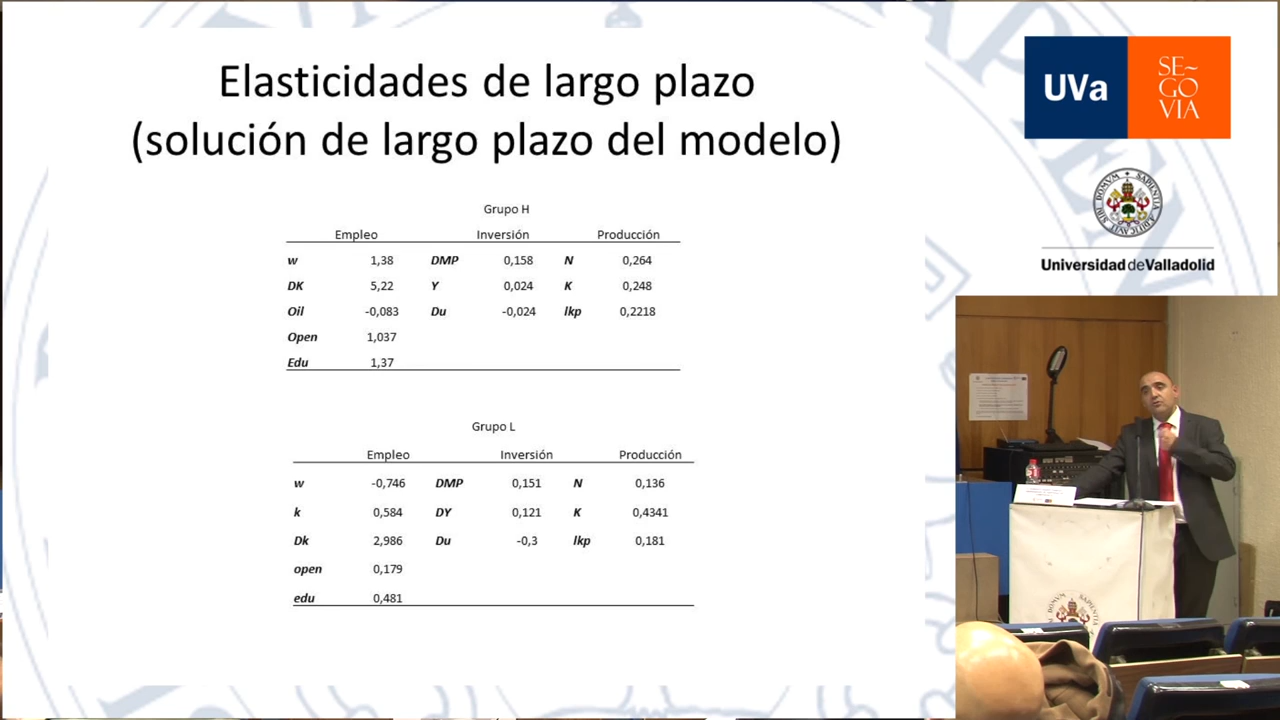 Elasticidades de largo plazo
(solución de largo plazo del modelo)
Grupo H
Empleo Inversión Producción
w 1,38 DMP 0,158 N 0,264
DK 5,22 Y 0,024 K 0,248
Oil -0,083 Du -0,024 lkp 0,2218
Open 1,037
Edu 1,37
Grupo L
Empleo Inversión Producción
w -0,746 DMP 0,151 N 0,136
k 0,584 DY 0,121 K 0,4341
Dk 2,986 Du -0,3 lkp 0,181
open 0,179
edu 0,481
UVa
SE~
GO
VIA
Universidad de Valladolid